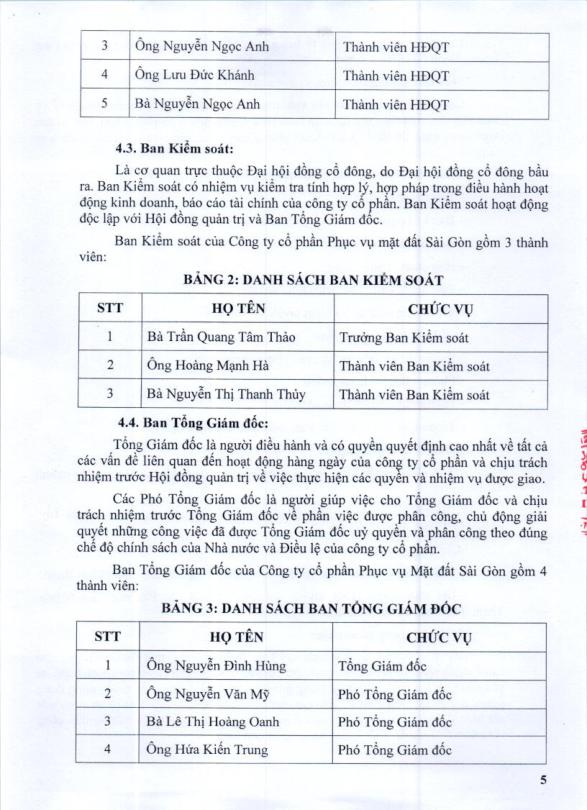 3 Ông Nguyễn Ngọc Anh Thành viên HĐQT
4 Ông Lưu Đức Khánh Thành viên HĐQT
5 Bà Nguyễn Ngọc Anh Thành viên HĐQT
4.3. Ban Kiểm soát:
Là cơ quan trực thuộc Đại hội đồng cổ đông, do Đại hội đồng cổ đông bầu
ra. Ban Kiểm soát có nhiệm vụ kiểm tra tính hợp lý, hợp pháp trong điều hành hoạt
động kinh doanh, báo cáo tài chính của công ty cổ phần. Ban Kiểm soát hoạt động
độc lập với Hội đồng quản trị và Ban Tổng Giám đốc.
Ban Kiểm soát của Công ty cổ phần Phục vụ mặt đất Sài Gòn gồm 3 thành
viên:
BẢNG 2: DANH SÁCH BAN KIỂM SOÁT
STT HỌ TÊN CHỨC VỤ
1 Bà Trần Quang Tâm Thảo Trưởng Ban Kiểm soát
2 Ông Hoàng Mạnh Hà Thành viên Ban Kiểm soát
3 Bà Nguyễn Thị Thanh Thủy Thành viên Ban Kiểm soát
4.4. Ban Tổng Giám đốc:
Tổng Giám đốc là người điều hành và có quyền quyết định cao nhất về tất cả
các vấn đề liên quan đến hoạt động hàng ngày của công ty cổ phần và chịu trách
nhiệm trước Hội đồng quản trị về việc thực hiện các quyền và nhiệm vụ được giao.
Các Phó Tổng Giám đốc là người giúp việc cho Tổng Giám đốc và chịu
trách nhiệm trước Tổng Giám đốc về phần việc được phân công, chủ động giải
quyết những công việc đã được Tổng Giám đốc uỷ quyền và phân công theo đúng
chế độ chính sách của Nhà nước và Điều lệ của công ty cổ phần.
Ban Tổng Giám đốc của Công ty cổ phần Phục vụ Mặt đất Sài Gòn gồm 4
thành viên:
BẢNG 3: DANH SÁCH BAN TỔNG GIÁM ĐỐC
STT HỌ TÊN CHỨC VỤ
1 Ông Nguyễn Đình Hùng Tổng Giám đốc
2 Ông Nguyễn Văn Mỹ Phó Tổng Giám đốc
3 Bà Lê Thị Hoàng Oanh Phó Tổng Giám đốc
4 Ông Hứa Kiến Trung Phó Tổng Giám đốc
5